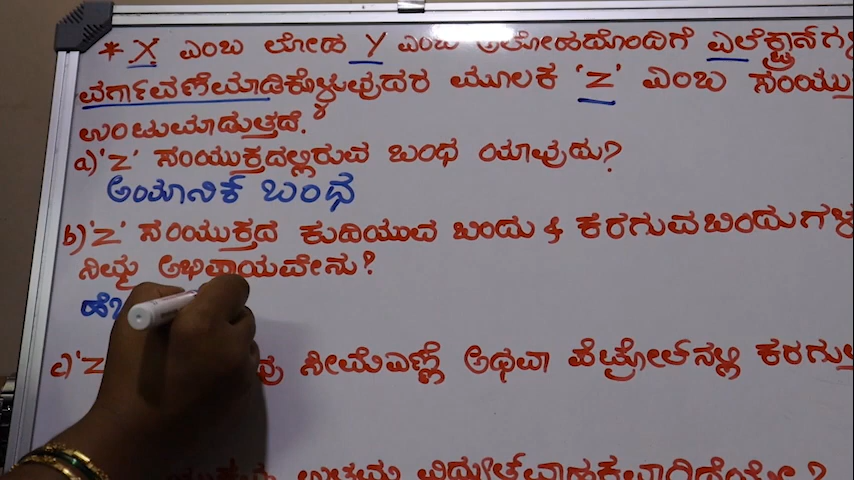 * X ಎಂಬ ಲೋಹ Y ಎಂಬ ಅಲೋಹದೊಂದಿಗೆ ಎಲೆಕ್ಟ್ರಾನ್‌ಗಳ
ವರ್ಗಾವಣೆಮಾಡಿಕೊಳ್ಳುವುದರ ಮೂಲಕ 'Z' ಎಂಬ ಸಂಯು
ಉಂಟುಮಾಡುತ್ತದೆ.
a) 'Z' ಸಂಯುಕ್ತದಲ್ಲಿರುವ ಬಂಧ ಯಾವುದು?
ಅಯಾನಿಕ್ ಬಂಧ
b) 'Z' ಸಂಯುಕ್ತದ ಕುದಿಯುವ ಬಿಂದು & ಕರಗುವ ಬಿಂದುಗಳ
ನಿಮ್ಮ ಅಭಿಪ್ರಾಯವೇನು?
ಹೆಚ
c) 'Z ವು ಸೀಮೆಎಣ್ಣೆ ಅಥವಾ ಪೆಟ್ರೋಲ್‌ನಲ್ಲಿ ಕರಗು
ಉತ್ತಮ ವಿದ್ಯುತ್‌ವಾಹಕವಾಗಿದೆಯೇ?